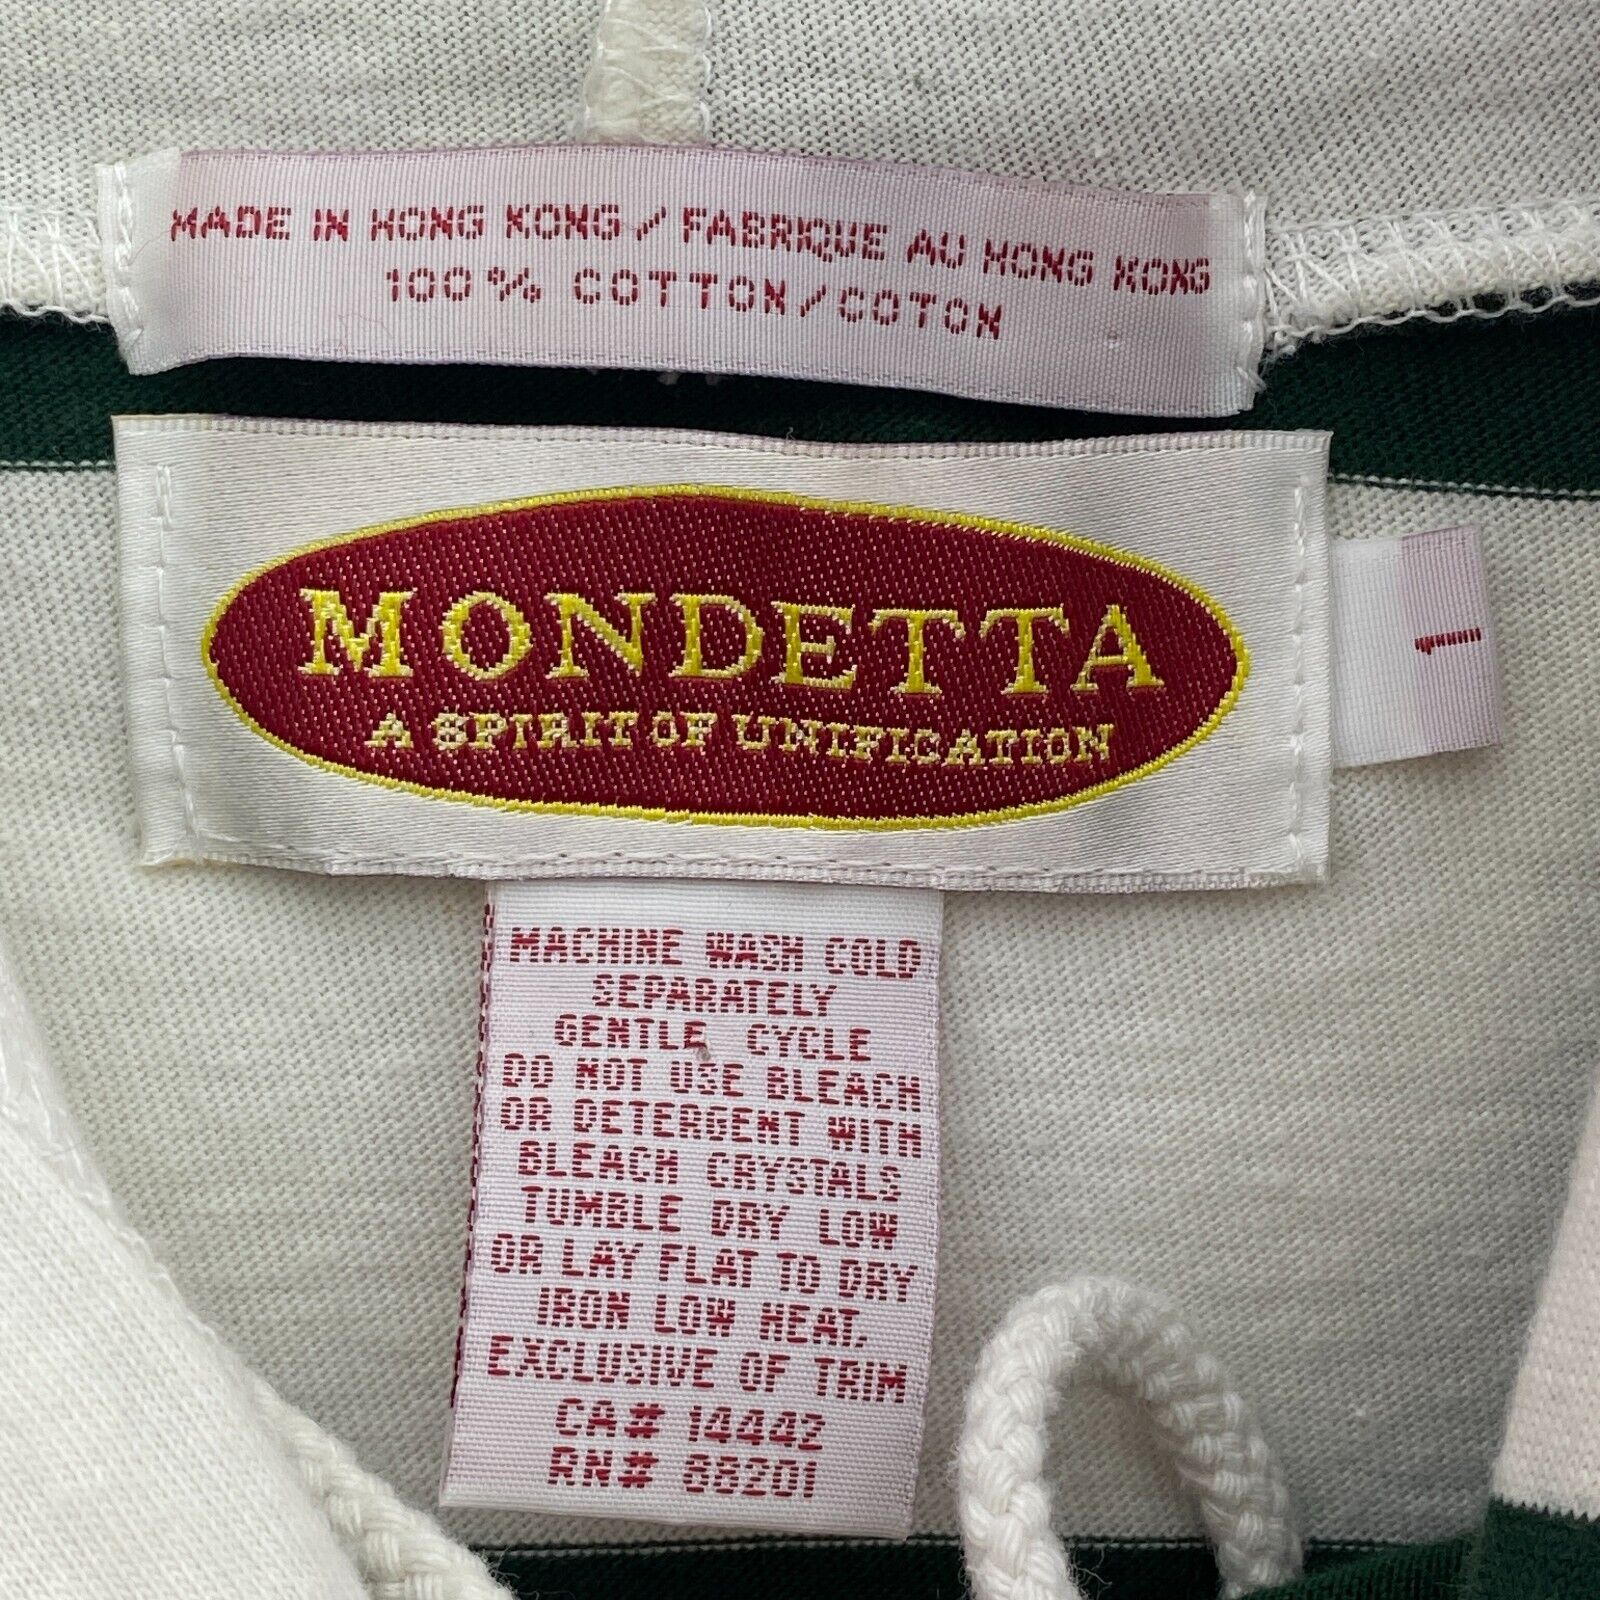 MADE IN HONG KONG / FABRIQUE AU HONG KONG
100% COTTON/COTON
MONDETTA
A SPIRIT OF UNIFICATION
1
MACHINE WASH COLD
SEPARATELY
GENTLE CYCLE
DO NOT USE BLEACH
OR DETERGENT WITH
BLEACH CRYSTALS
TUMBLE DRY LOW
OR LAY FLAT TO DRY
IRON LOW HEAT.
EXCLUSIVE OF TRIM
CA# 14442
RN# 88201